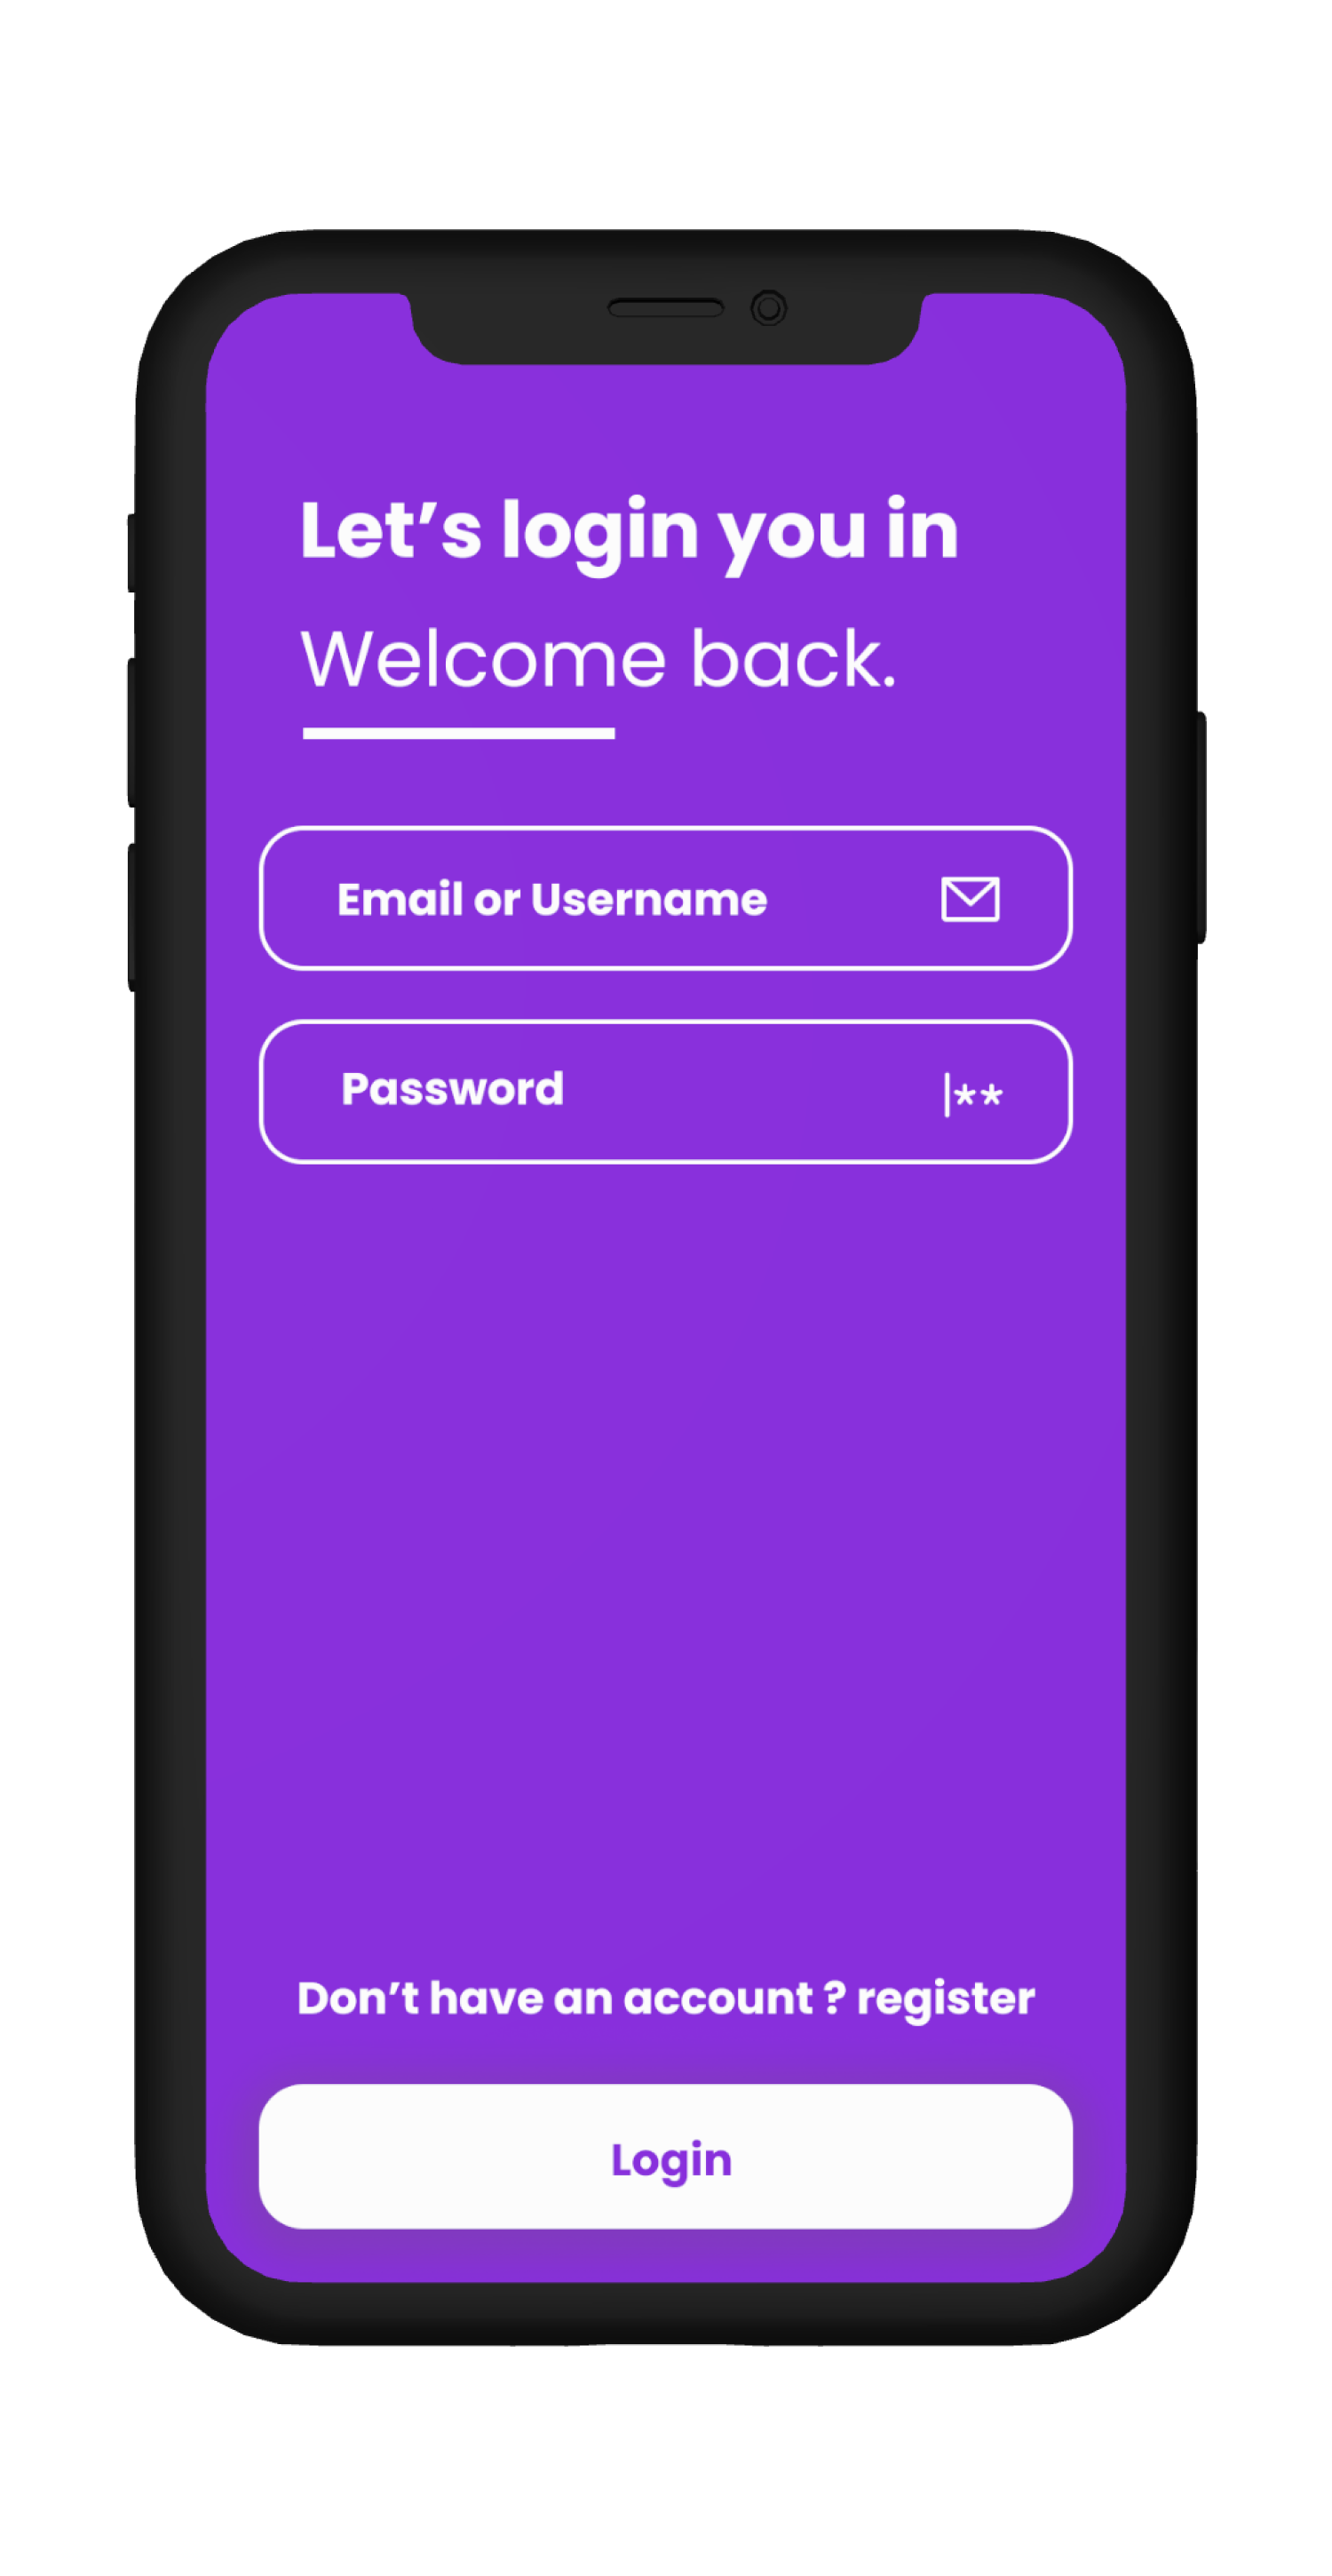 Let’s login you in
Welcome back.
Email or Username
Password |**
Don’t have an account ? register
Login